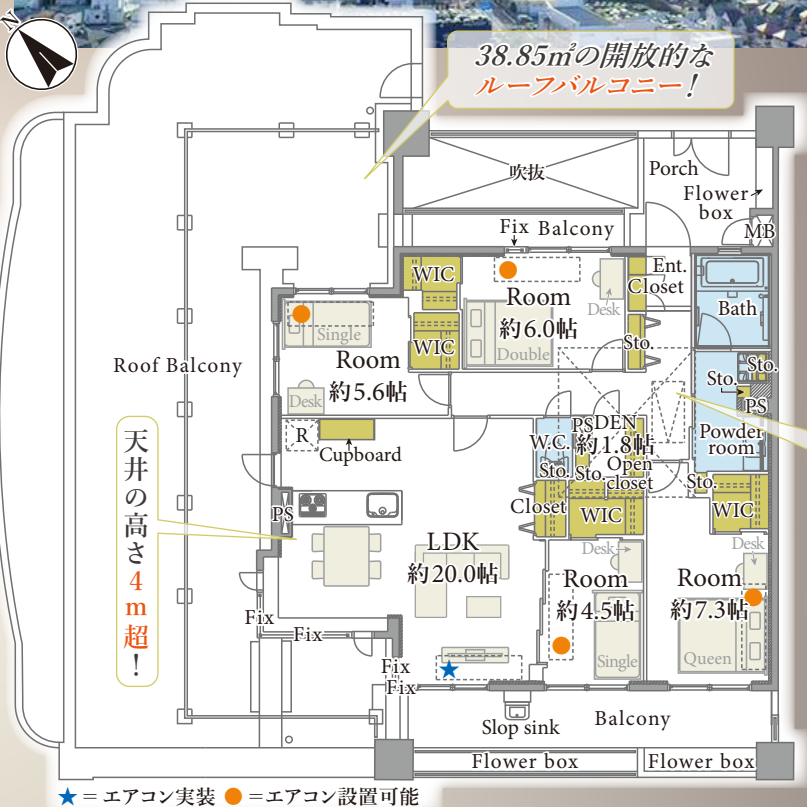 N
38.85㎡の開放的な
ルーフバルコニー！
吹抜
Porch
Flower
box
MB
Fix Balcony
WIC
Room
約6.0帖
Desk
Double
Ent.
Closet
Bath
Sto.
Single
WIC
Room
約5.6帖
Desk
Roof Balcony
Sto.
Sto.
PS
Powder
room
R
Cupboard
W.C.
PS
DEN
約1.8帖
Sto.
Sto.
Open
closet
Sto.
Closet
WIC
WIC
天井の高さ4m超！
PS
LDK
約20.0帖
Desk
Room
約4.5帖
Single
Desk
Room
約7.3帖
Queen
Fix
Fix
Fix
Fix
Slop sink
Balcony
Flower box
Flower box
★＝エアコン実装 ●＝エアコン設置可能